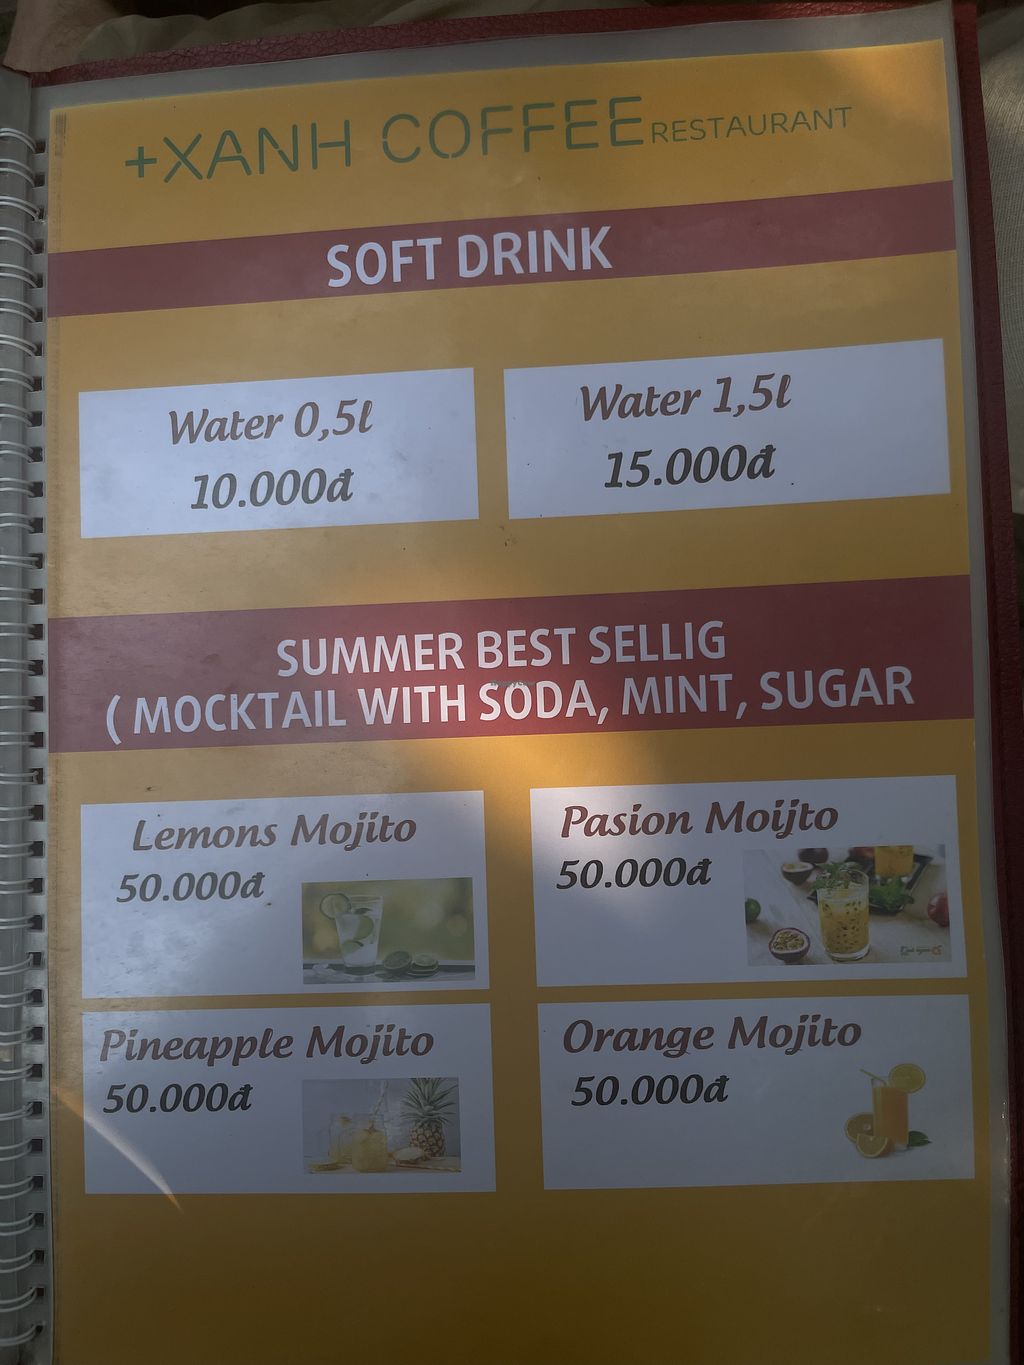 +XANH COFFEE RESTAURANT
SOFT DRINK
Water 0,5l
10.000đ
Water 1,5l
15.000đ
SUMMER BEST SELLIG
( MOCKTAIL WITH SODA, MINT, SUGAR
Lemons Mojito
50.000đ
Pasion Moijto
50.000đ
Pineapple Mojito
50.000đ
Orange Mojito
50.000đ